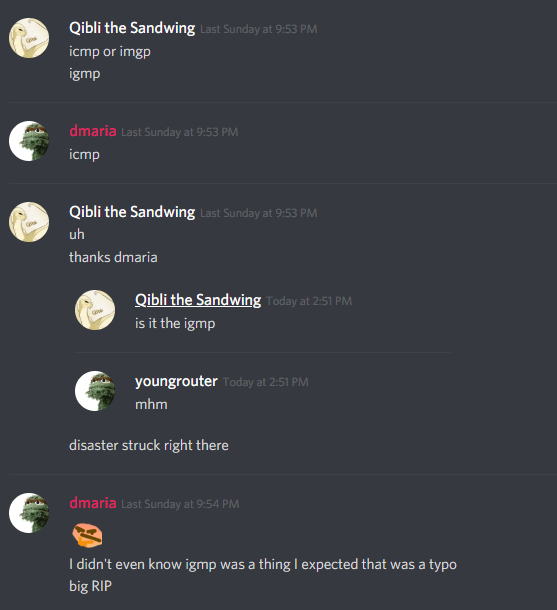 Qibli the Sandwing Last Sunday at 9:53 PM
icmp or imgp
igmp
dmaria Last Sunday at 9:53 PM
icmp
Qibli the Sandwing Last Sunday at 9:53 PM
uh
thanks dmaria
Qibli the Sandwing Today at 2:51 PM
is it the igmp
youngrouter Today at 2:51 PM
mhm
disaster struck right there
dmaria Last Sunday at 9:54 PM
I didn't even know igmp was a thing I expected that was a typo
big RIP